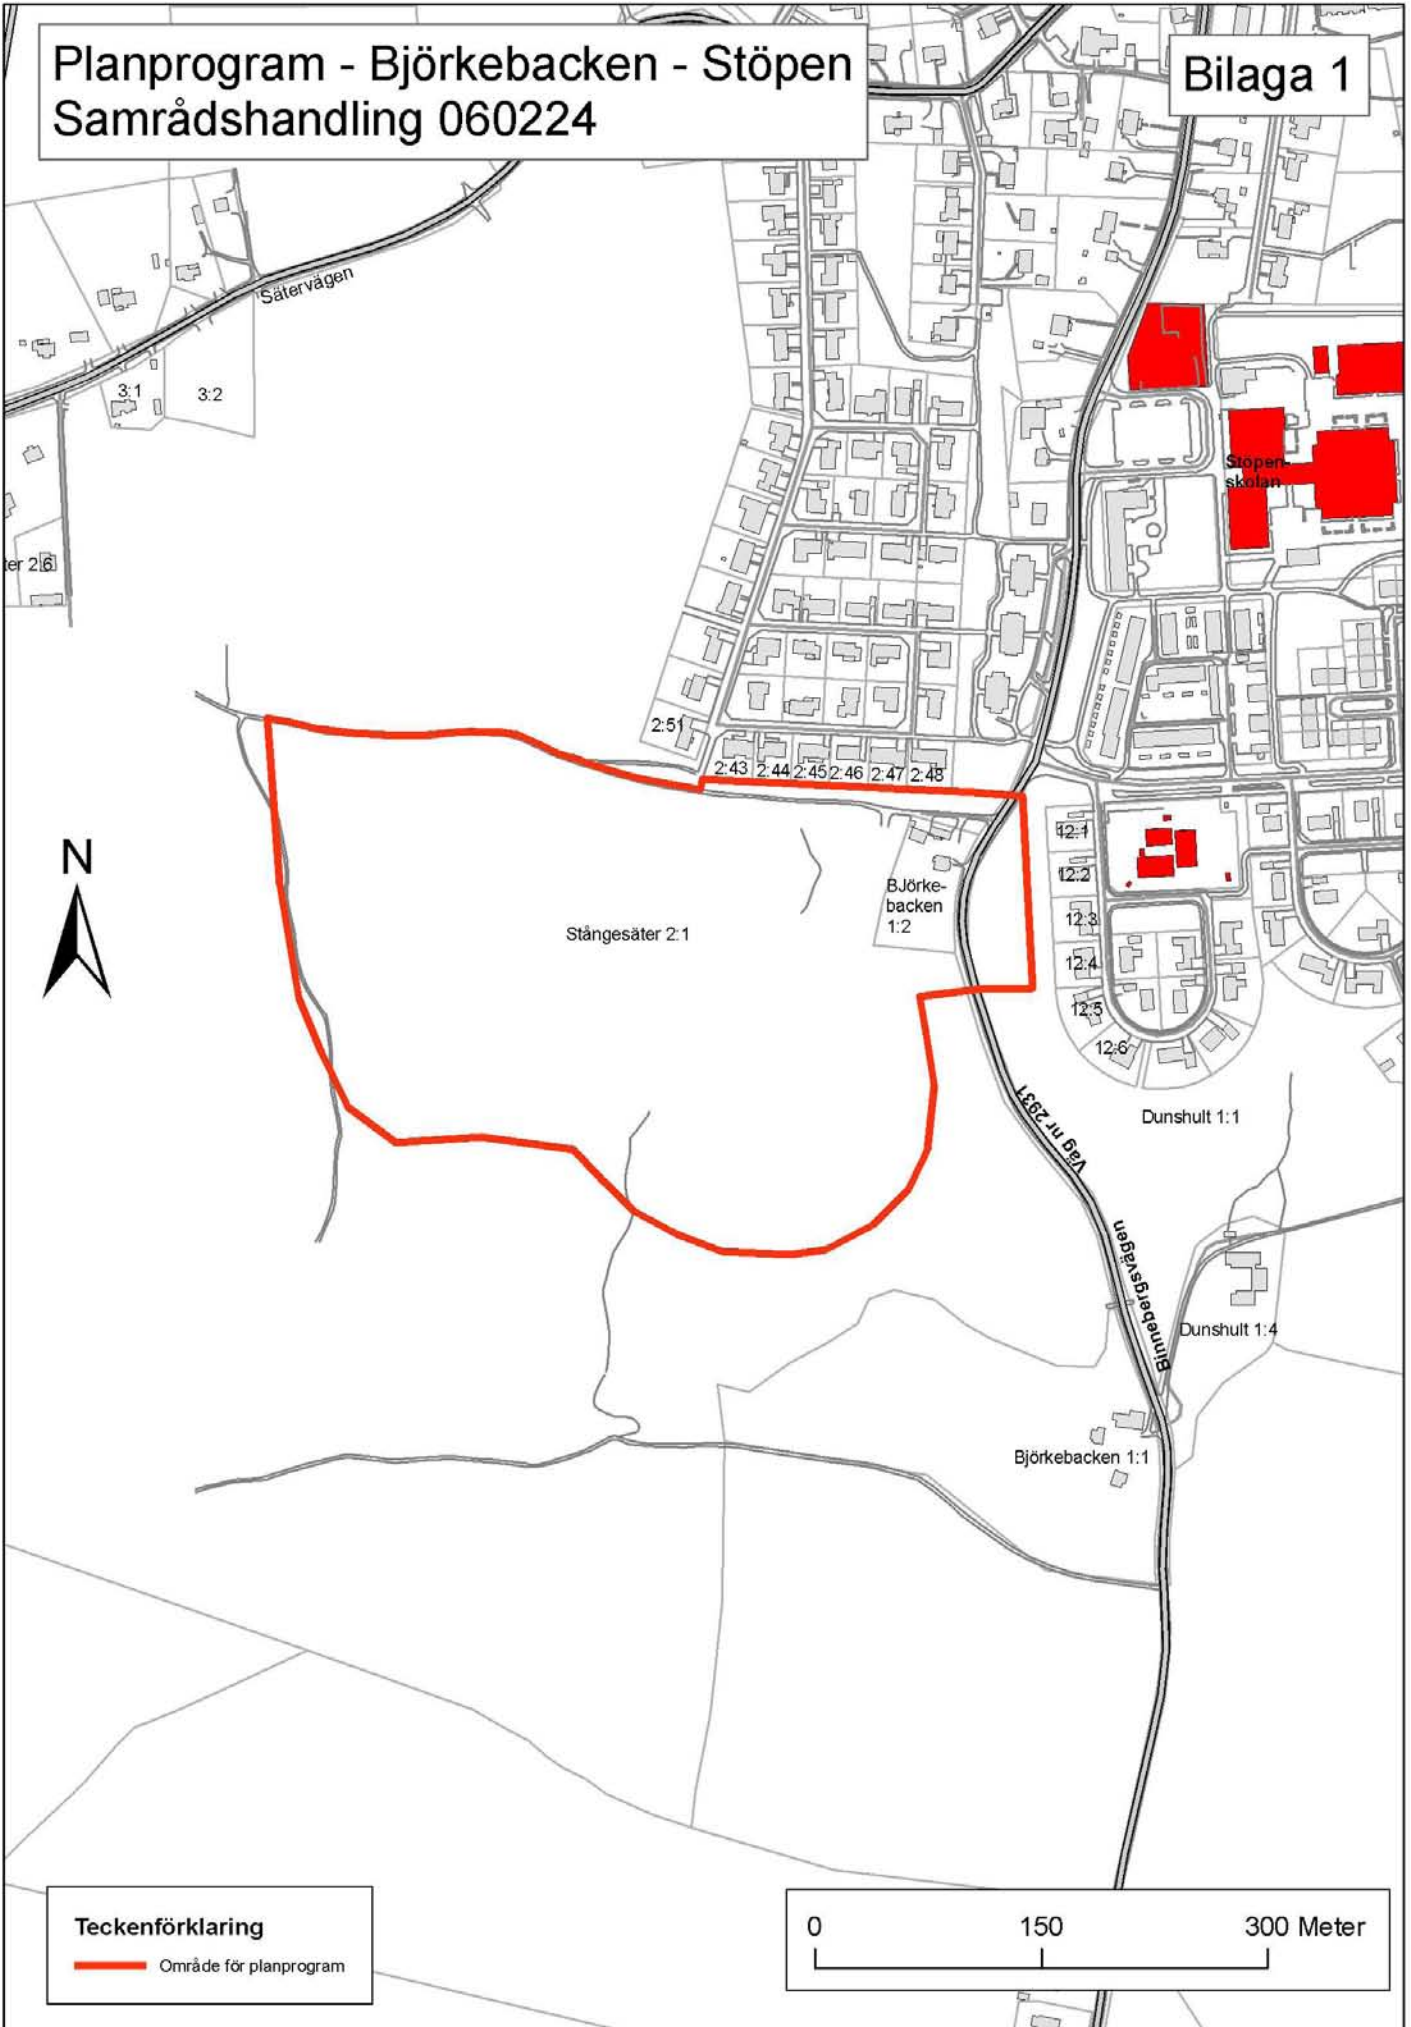 Planprogram - Björkebacken - Stöpen
Samrådshandling 060224
Bilaga 1
Sätervägen
3:1
3:2
Stöpen-
skolan
ter 2:6
2:51
2:43
2:44
2:45
2:46
2:47
2:48
12:1
12:2
12:3
12:4
12:5
12:6
N
BJörke-
backen
1:2
Stångesäter 2:1
Väg nr 2931
Dunshult 1:1
Binnebergsvägen
Dunshult 1:4
Björkebacken 1:1
Teckenförklaring
Område för planprogram
0
150
300 Meter